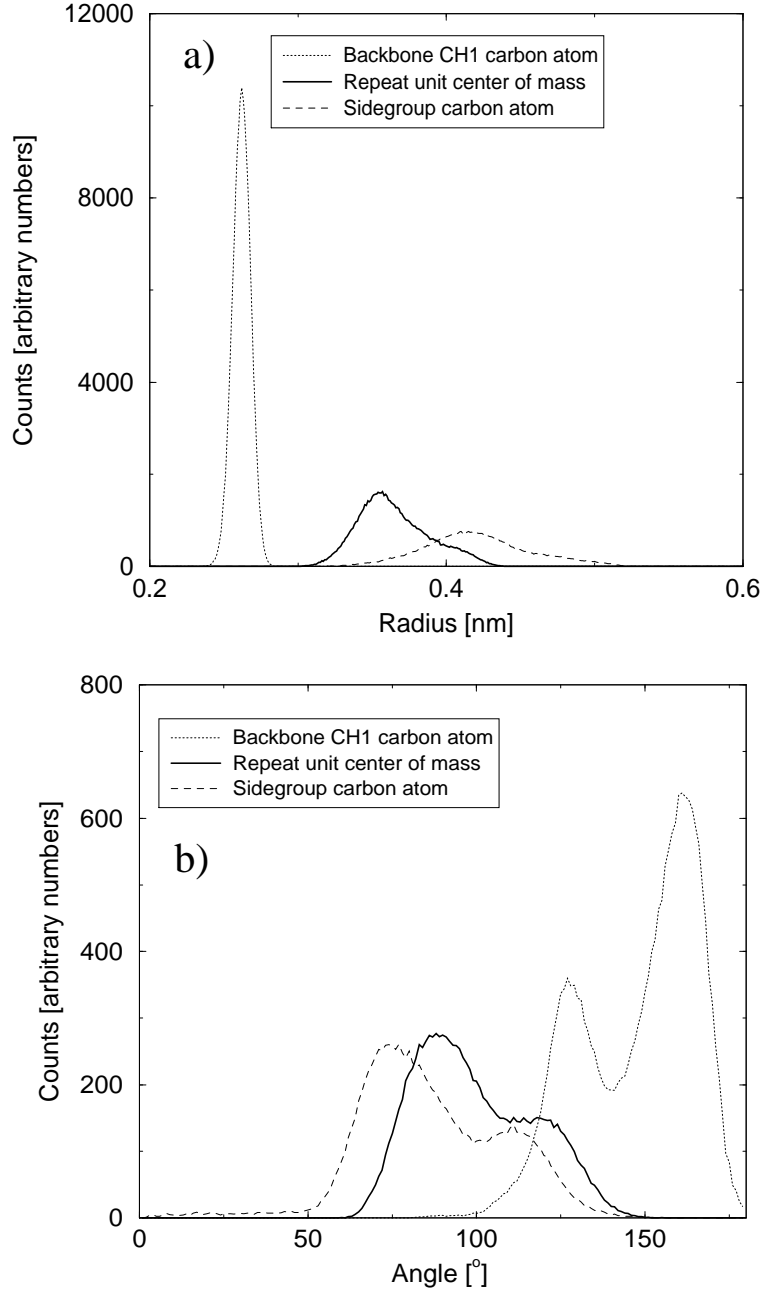 12000
a)
Backbone CH1 carbon atom
Repeat unit center of mass
Sidegroup carbon atom
8000
Counts [arbitrary numbers]
4000
0
0.2
0.4
0.6
Radius [nm]
800
Backbone CH1 carbon atom
Repeat unit center of mass
Sidegroup carbon atom
600
b)
Counts [arbitrary numbers]
400
200
0
0
50
100
150
Angle [°]